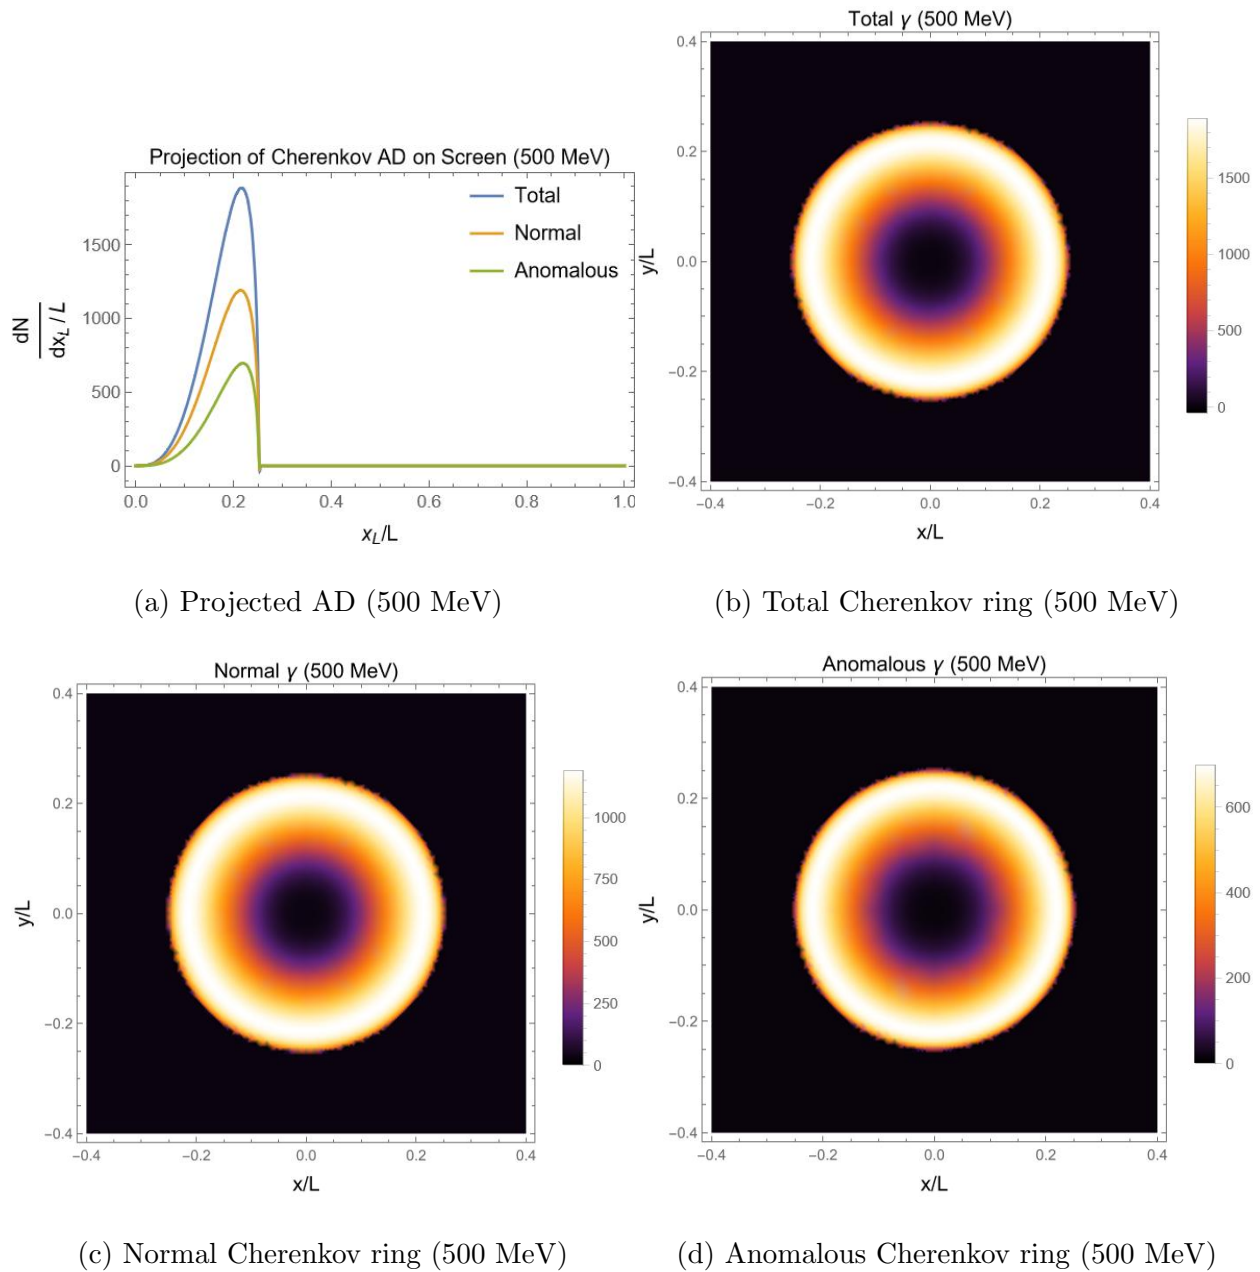 Projection of Cherenkov AD on Screen (500 MeV)
Total
Normal
Anomalous
dN
dx_L / L
1500
1000
500
0
0.0 0.2 0.4 0.6 0.8 1.0
x_L/L
(a) Projected AD (500 MeV)
Total γ (500 MeV)
0.4
0.2
0.0
−0.2
−0.4
y/L
−0.4 −0.2 0.0 0.2 0.4
x/L
1500
1000
500
0
(b) Total Cherenkov ring (500 MeV)
Normal γ (500 MeV)
0.4
0.2
0.0
−0.2
−0.4
y/L
−0.4 −0.2 0.0 0.2 0.4
x/L
1000
750
500
250
0
(c) Normal Cherenkov ring (500 MeV)
Anomalous γ (500 MeV)
0.4
0.2
0.0
−0.2
−0.4
y/L
−0.4 −0.2 0.0 0.2 0.4
x/L
600
400
200
0
(d) Anomalous Cherenkov ring (500 MeV)